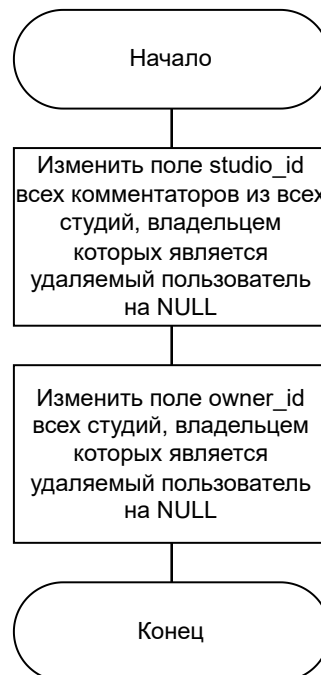 Начало
Изменить поле studio_id
всех комментаторов из всех
студий, владельцем
которых является
удаляемый пользователь
на NULL
Изменить поле owner_id
всех студий, владельцем
которых является
удаляемый пользователь
на NULL
Конец